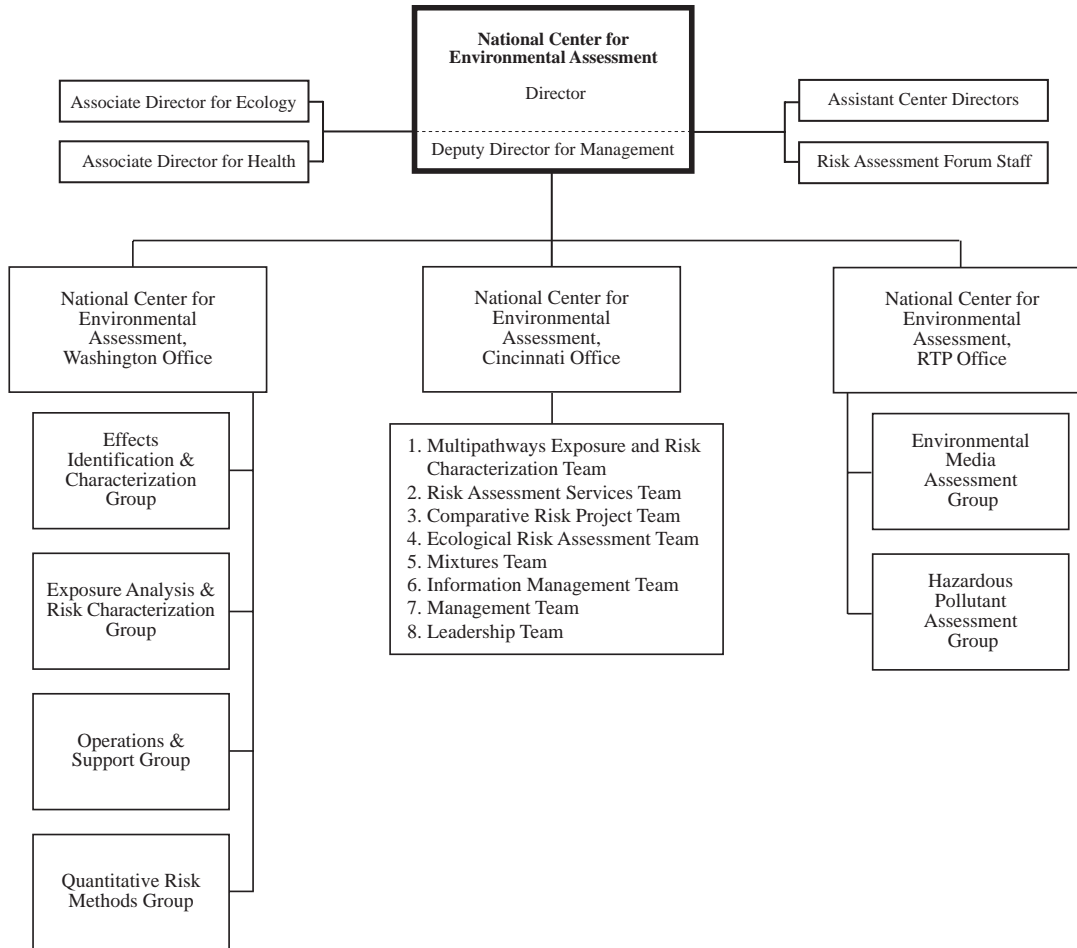 National Center for
Environmental Assessment
Director
Deputy Director for Management
Associate Director for Ecology
Associate Director for Health
Assistant Center Directors
Risk Assessment Forum Staff
National Center for
Environmental
Assessment,
Washington Office
Effects
Identification &
Characterization
Group
Exposure Analysis &
Risk Characterization
Group
Operations &
Support Group
Quantitative Risk
Methods Group
National Center for
Environmental
Assessment,
Cincinnati Office
1. Multipathways Exposure and Risk
Characterization Team
2. Risk Assessment Services Team
3. Comparative Risk Project Team
4. Ecological Risk Assessment Team
5. Mixtures Team
6. Information Management Team
7. Management Team
8. Leadership Team
National Center for
Environmental
Assessment,
RTP Office
Environmental
Media
Assessment
Group
Hazardous
Pollutant
Assessment
Group